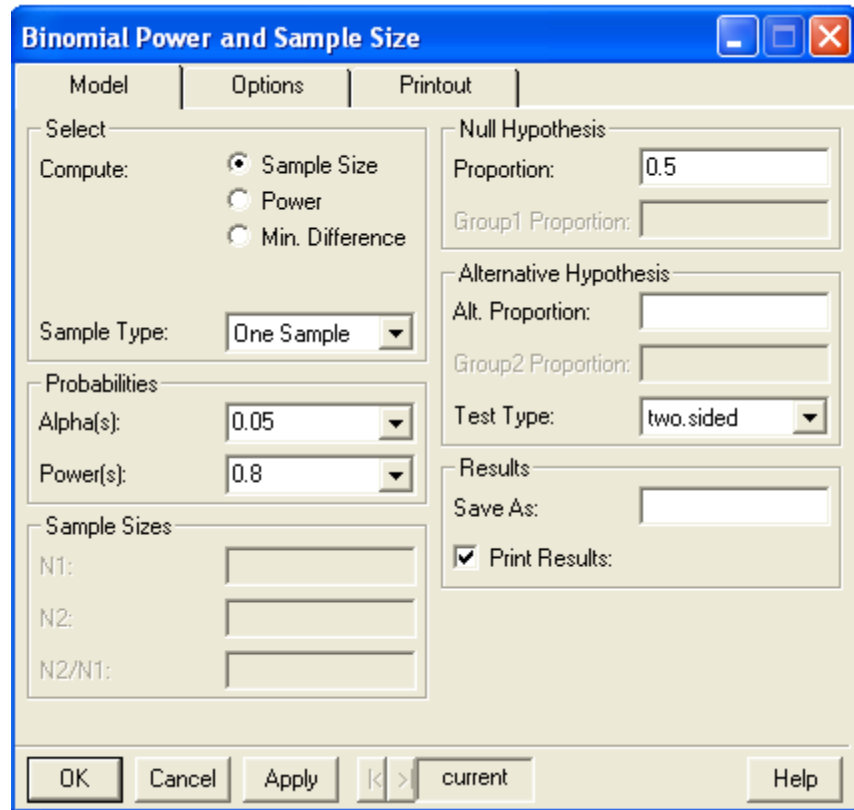 Binomial Power and Sample Size
Model Options Printout
Select
Compute: Sample Size
Power
Min. Difference
Sample Type: One Sample
Probabilities
Alpha(s): 0.05
Power(s): 0.8
Sample Sizes
N1:
N2:
N2/N1:
Null Hypothesis
Proportion: 0.5
Group1 Proportion:
Alternative Hypothesis
Alt. Proportion:
Group2 Proportion:
Test Type: two.sided
Results
Save As:
Print Results:
OK Cancel Apply current Help